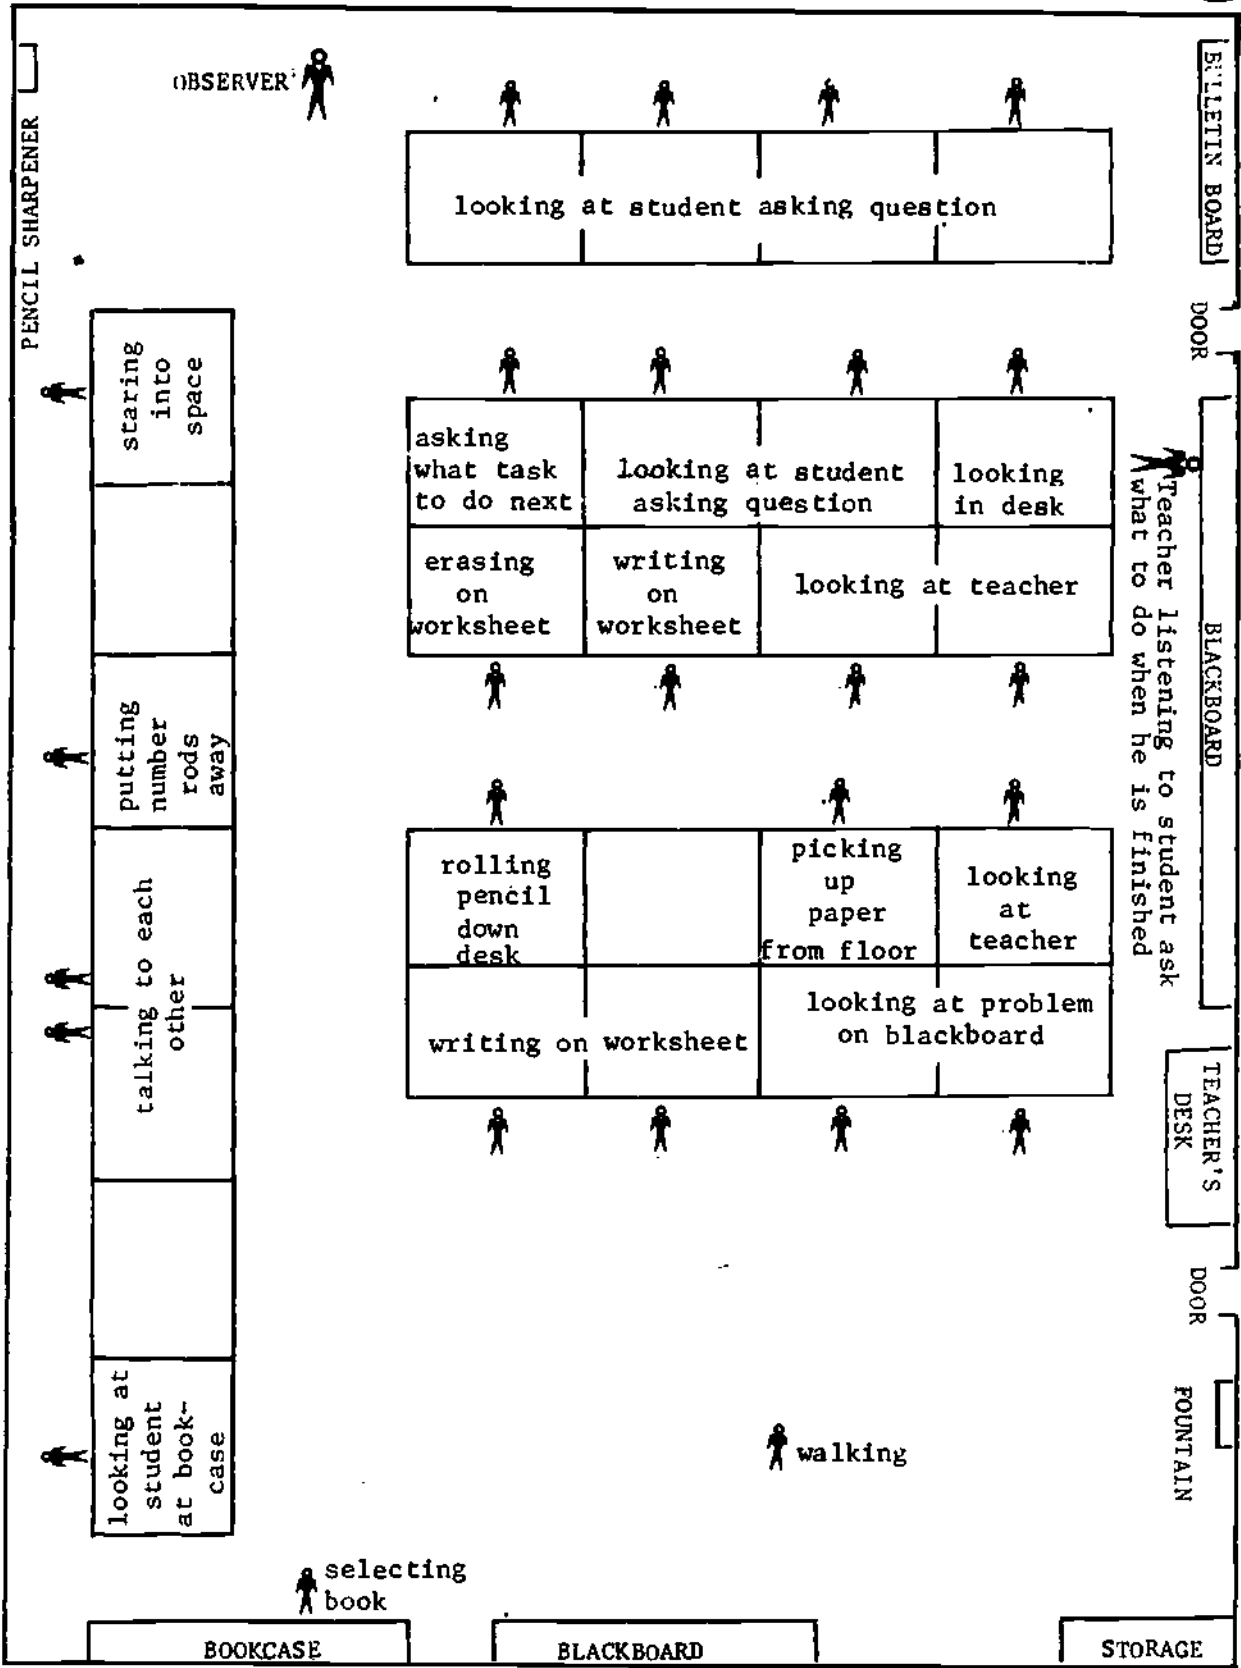 OBSERVER
BULLETIN BOARD
PENCIL SHARPENER
looking at student asking question
DOOR
staring
into
space
asking
what task
to do next
looking at student
asking question
looking
in desk
erasing
on
worksheet
writing
on
worksheet
looking at teacher
Teacher listening to student ask
what to do when he is finished
BLACKBOARD
putting
number
rods
away
rolling
pencil
down
desk
picking
up
paper
from floor
looking
at
teacher
talking to each
other
writing on worksheet
looking at problem
on blackboard
TEACHER'S
DESK
DOOR
FOUNTAIN
looking at
student
at book-
case
walking
selecting
book
BOOKCASE
BLACKBOARD
STORAGE